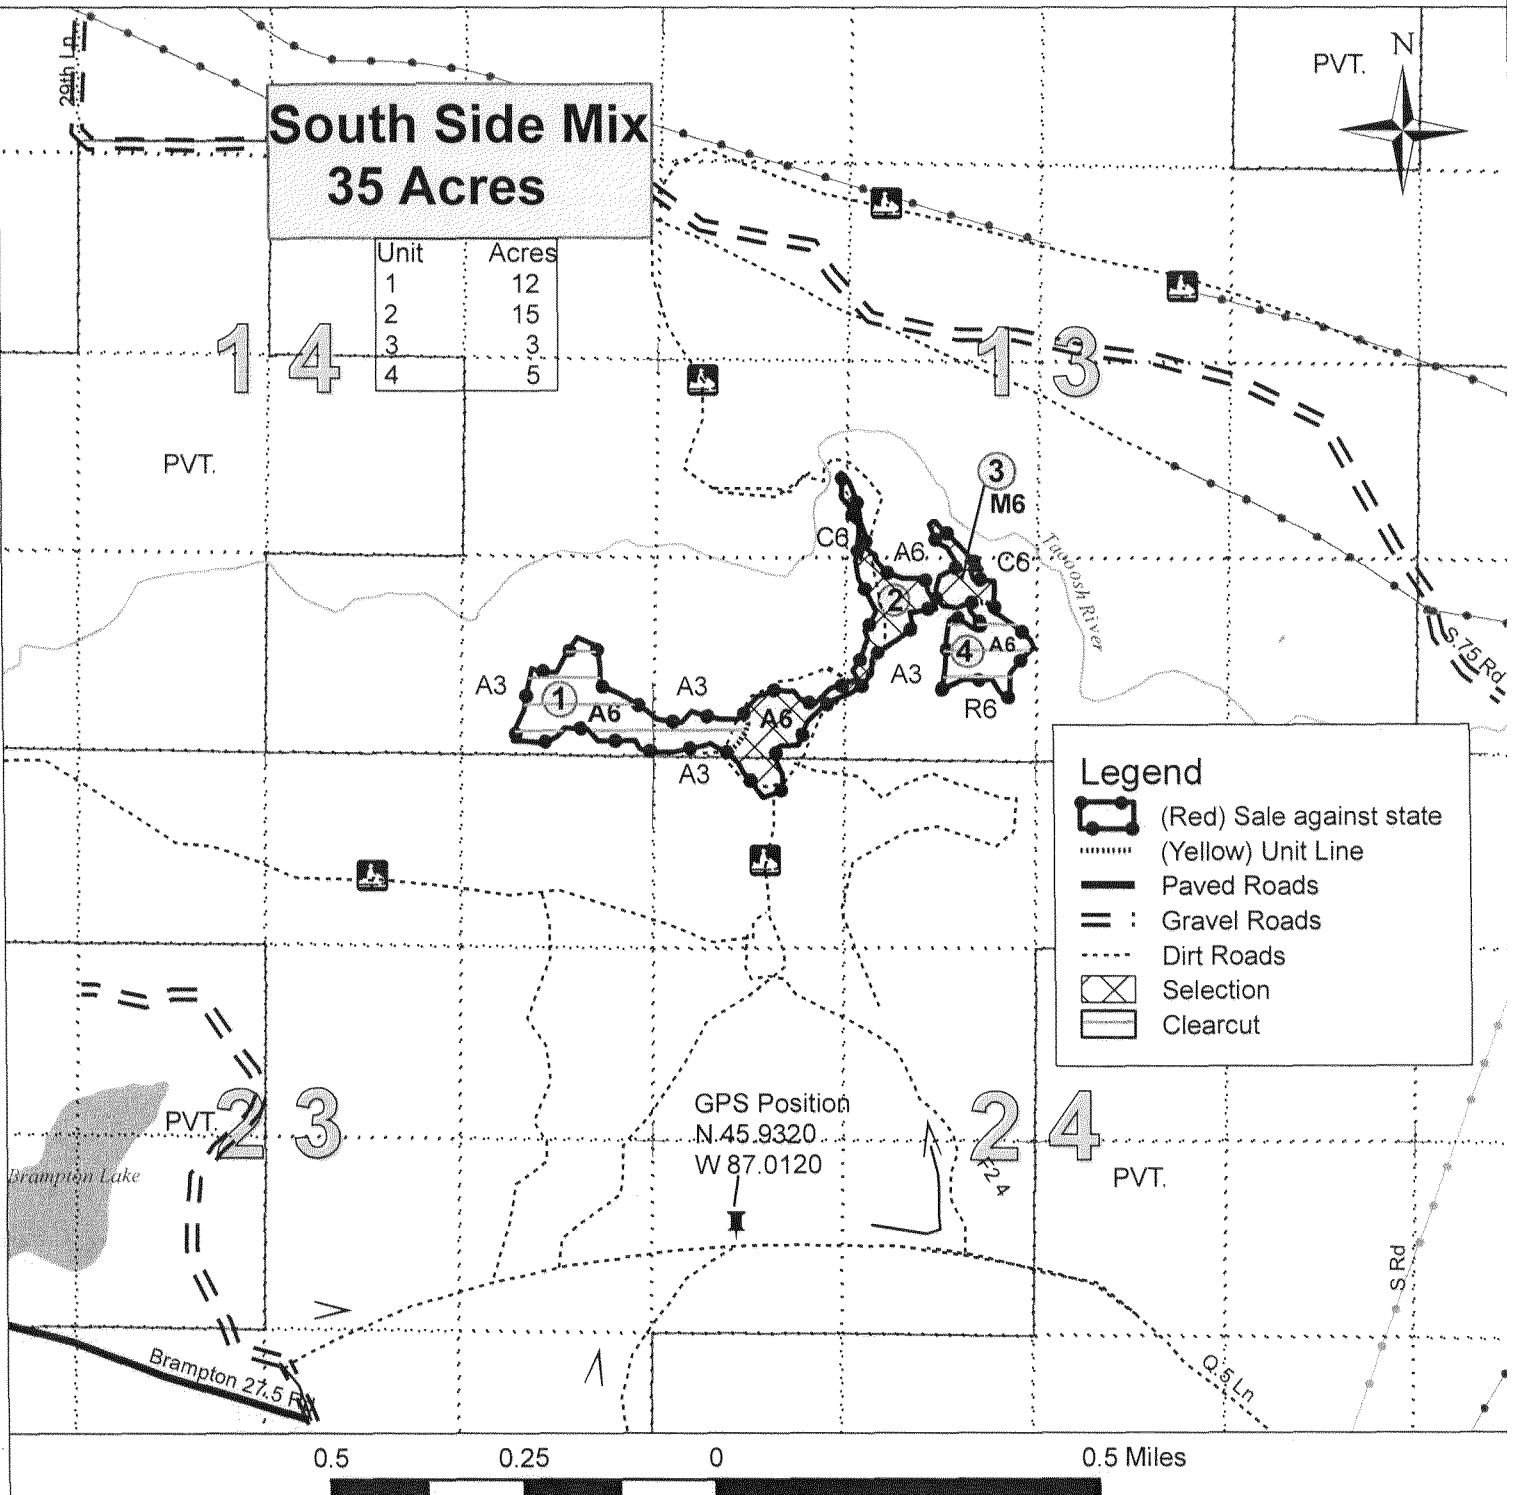 29th Ln
PVT.
N
South Side Mix
35 Acres
Unit Acres
1 12
2 15
3 3
4 5
14
13
PVT.
3
M6
C6
A6
C6
2
Taooosh River
4
A6
A3
A3
A3
1
A6
A6
R6
A3
S.75 Rd
Legend
(Red) Sale against state
(Yellow) Unit Line
Paved Roads
Gravel Roads
Dirt Roads
Selection
Clearcut
PVT.
23
24
GPS Position
N 45.9320
W 87.0120
F24
PVT.
Brampton Lake
S Rd
Brampton 27.5 Rd
Q.5 Ln
0.5 0.25 0 0.5 Miles